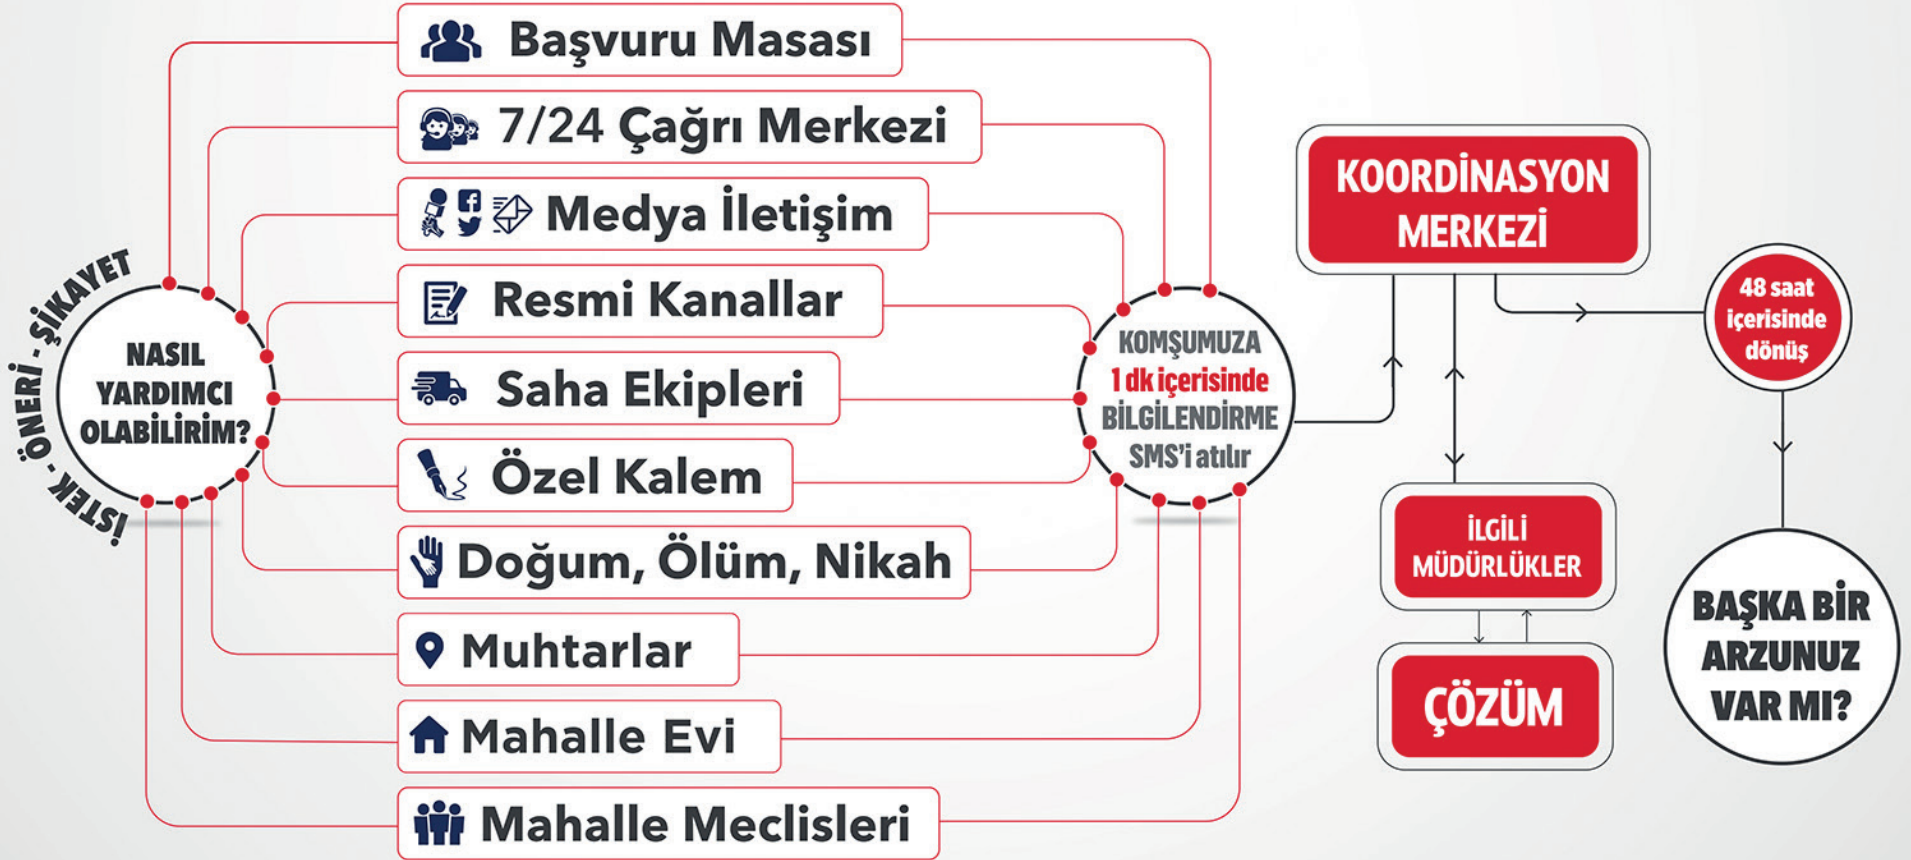 İSTEK - ÖNERİ - ŞİKAYET
NASIL
YARDIMCI
OLABİLİRİM?
Başvuru Masası
7/24 Çağrı Merkezi
Medya İletişim
Resmi Kanallar
Saha Ekipleri
Özel Kalem
Doğum, Ölüm, Nikah
Muhtarlar
Mahalle Evi
Mahalle Meclisleri
KOMŞUMUZA
1 dk içerisinde
BİLGİLENDİRME
SMS'i atılır
KOORDİNASYON
MERKEZİ
İLGİLİ
MÜDÜRLÜKLER
ÇÖZÜM
48 saat
içerisinde
dönüş
BAŞKA BİR
ARZUNUZ
VAR MI?